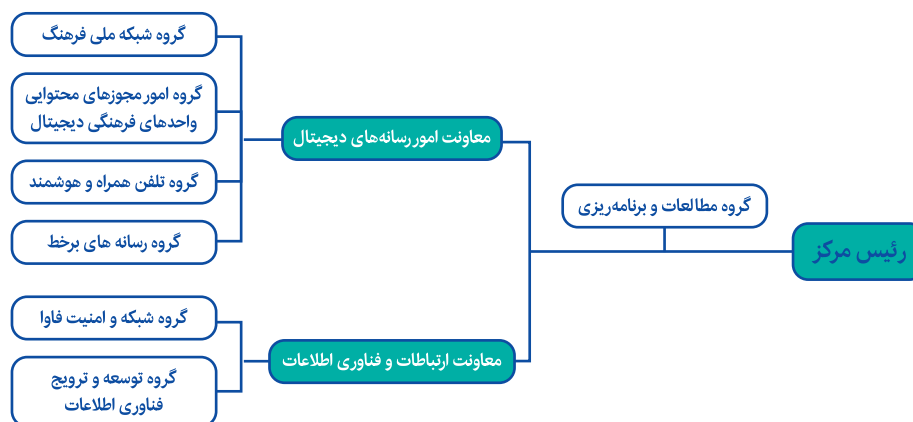 رئیس مرکز
گروه مطالعات و برنامه‌ریزی
معاونت امور رسانه‌های دیجیتال
گروه شبکه ملی فرهنگ
گروه امور مجوزهای محتوایی
واحدهای فرهنگی دیجیتال
گروه تلفن همراه و هوشمند
گروه رسانه های برخط
معاونت ارتباطات و فناوری اطلاعات
گروه شبکه و امنیت فاوا
گروه توسعه و ترویج
فناوری اطلاعات